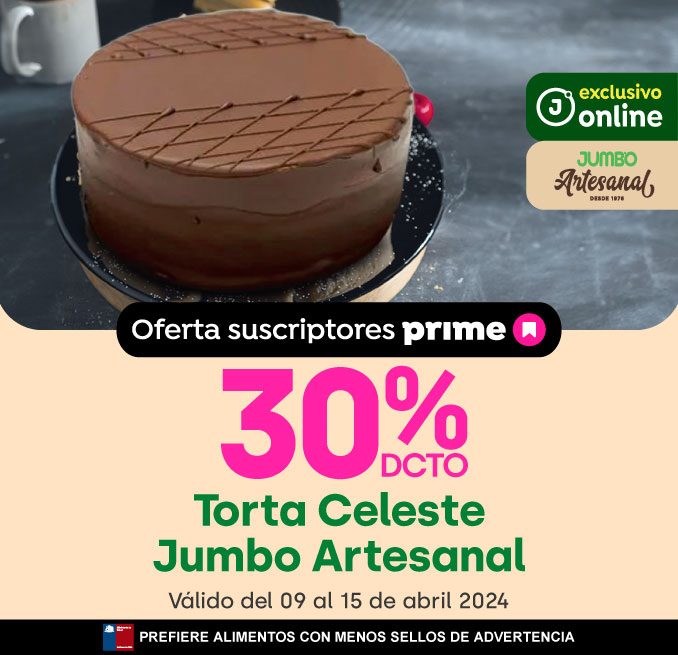 J exclusivo
online
JUMBO
Artesanal
DESDE 1976
Oferta suscriptores prime
30%
DCTO
Torta Celeste
Jumbo Artesanal
Válido del 09 al 15 de abril 2024
PREFIERE ALIMENTOS CON MENOS SELLOS DE ADVERTENCIA